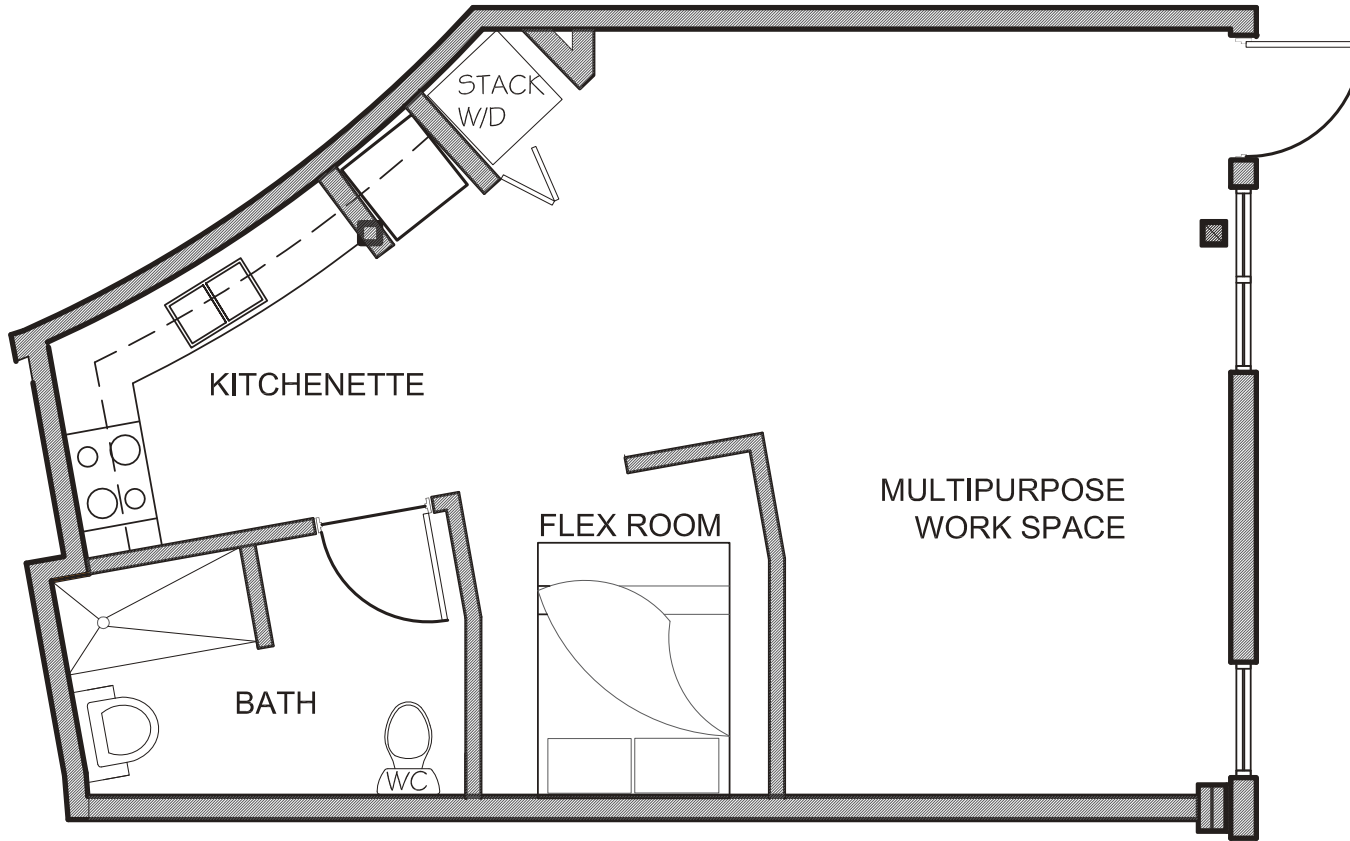 STACK
W/D
KITCHENETTE
MULTIPURPOSE
WORK SPACE
FLEX ROOM
BATH
WC